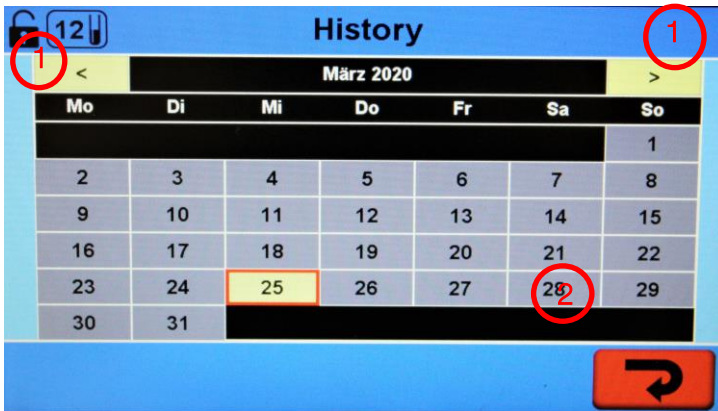 12 History
1 1
< März 2020 >
Mo Di Mi Do Fr Sa So
1
2 3 4 5 6 7 8
9 10 11 12 13 14 15
16 17 18 19 20 21 22
23 24 25 26 27 28 29
2
30 31